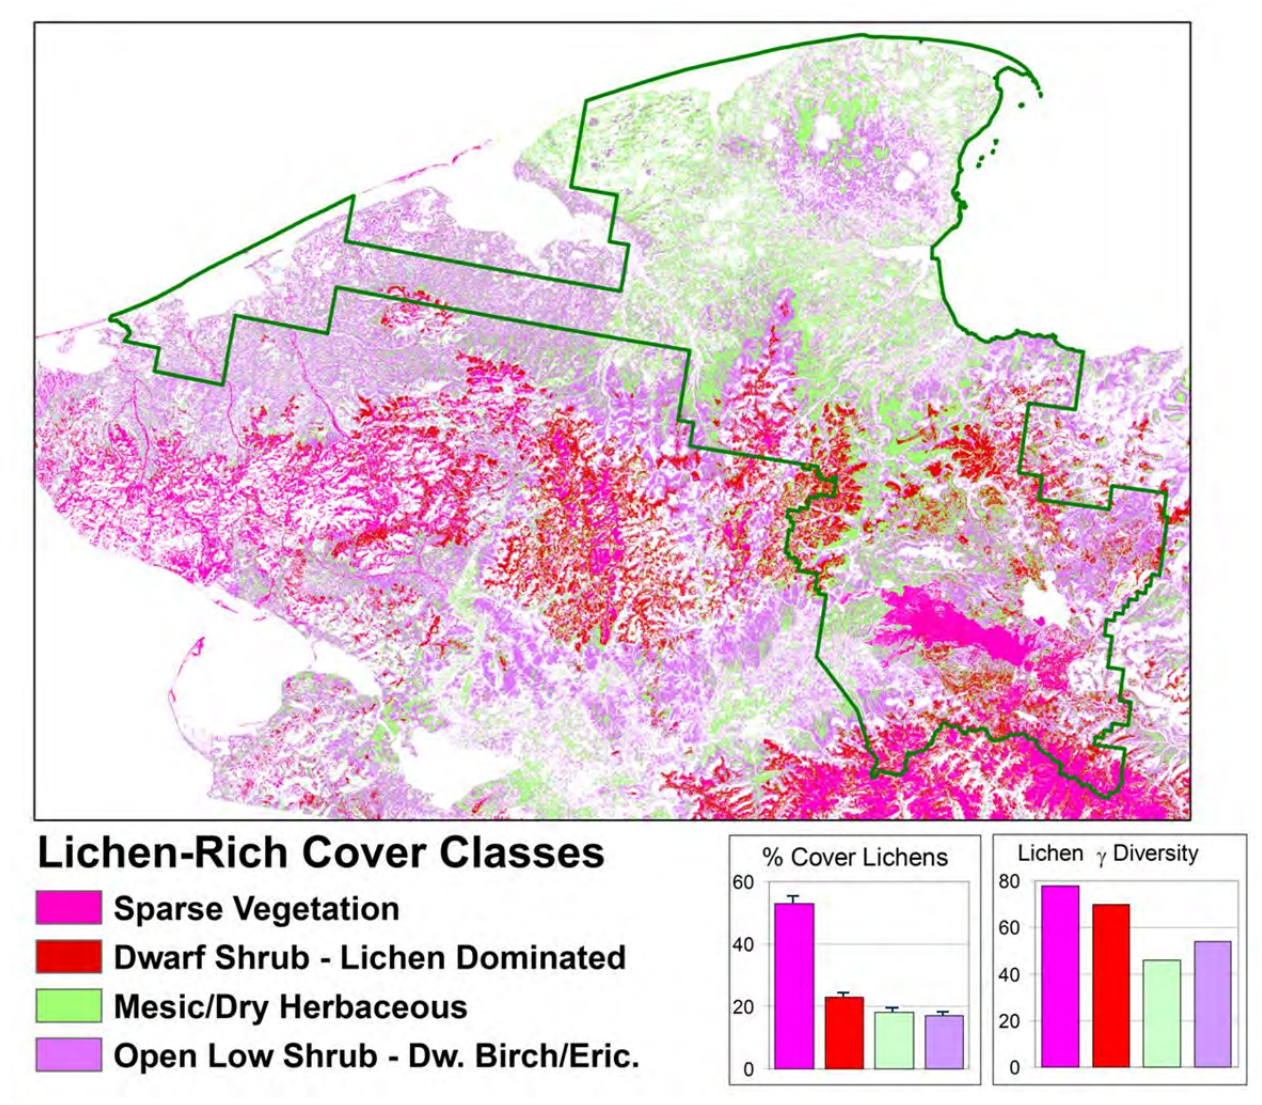 Lichen-Rich Cover Classes
Sparse Vegetation
Dwarf Shrub - Lichen Dominated
Mesic/Dry Herbaceous
Open Low Shrub - Dw. Birch/Eric.
% Cover Lichens
60
40
20
0
Lichen γ Diversity
80
60
40
20
0